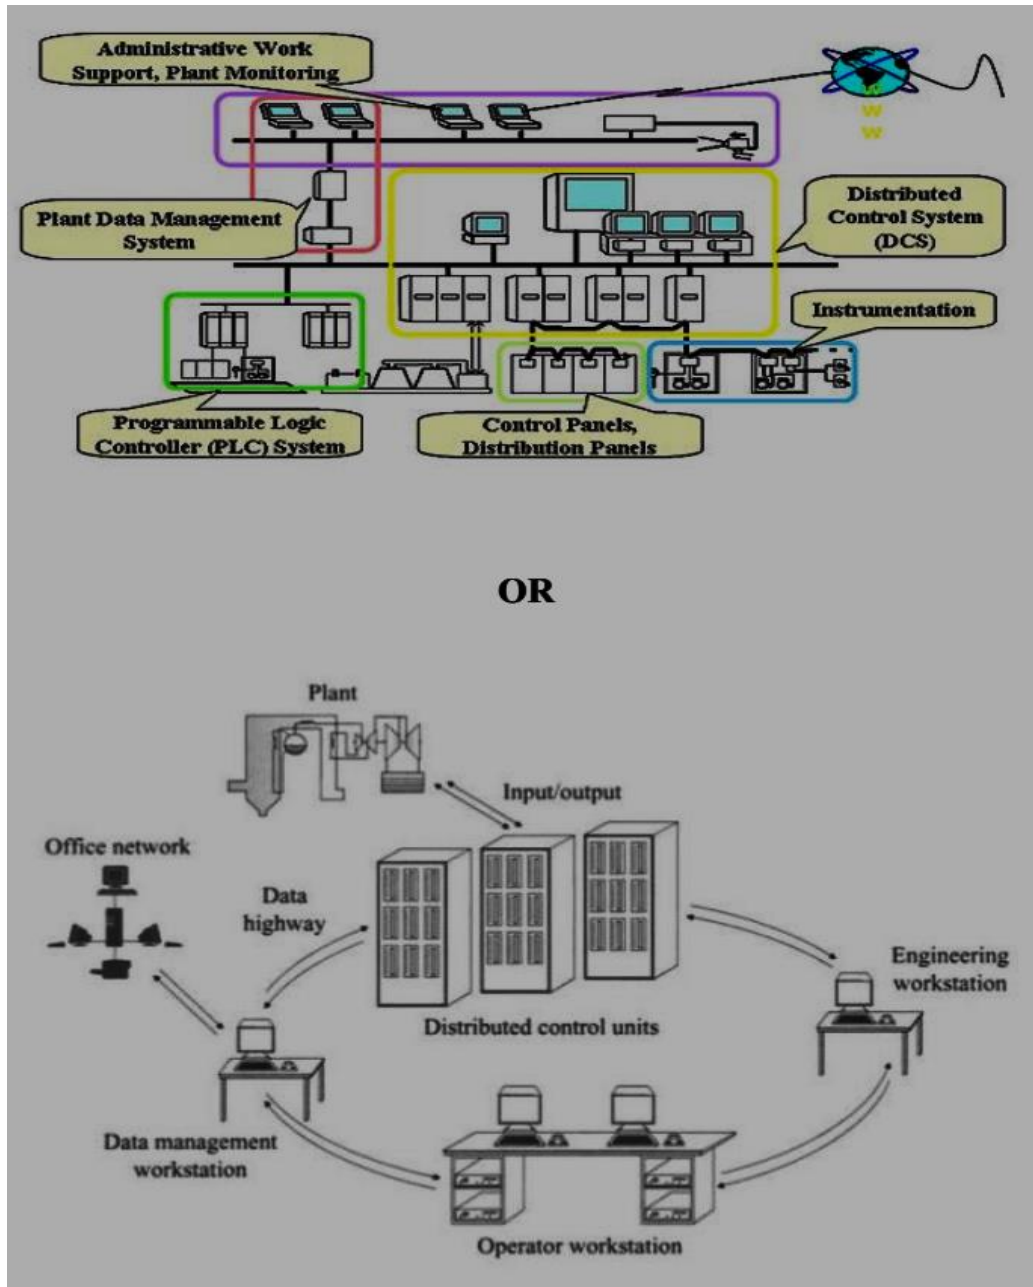 Administrative Work
Support, Plant Monitoring
W
W
W
Plant Data Management
System
Distributed
Control System
(DCS)
Instrumentation
Programmable Logic
Controller (PLC) System
Control Panels,
Distribution Panels
OR
Plant
Input/output
Office network
Data
highway
Engineering
workstation
Distributed control units
Data management
workstation
Operator workstation